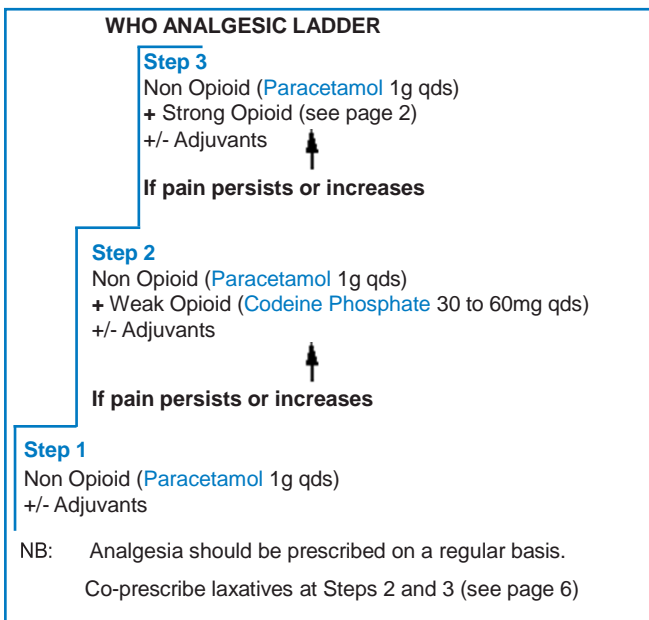 WHO ANALGESIC LADDER
Step 3
Non Opioid (Paracetamol 1g qds)
+ Strong Opioid (see page 2)
+/- Adjuvants
If pain persists or increases
Step 2
Non Opioid (Paracetamol 1g qds)
+ Weak Opioid (Codeine Phosphate 30 to 60mg qds)
+/- Adjuvants
If pain persists or increases
Step 1
Non Opioid (Paracetamol 1g qds)
+/- Adjuvants
NB: Analgesia should be prescribed on a regular basis.
Co-prescribe laxatives at Steps 2 and 3 (see page 6)